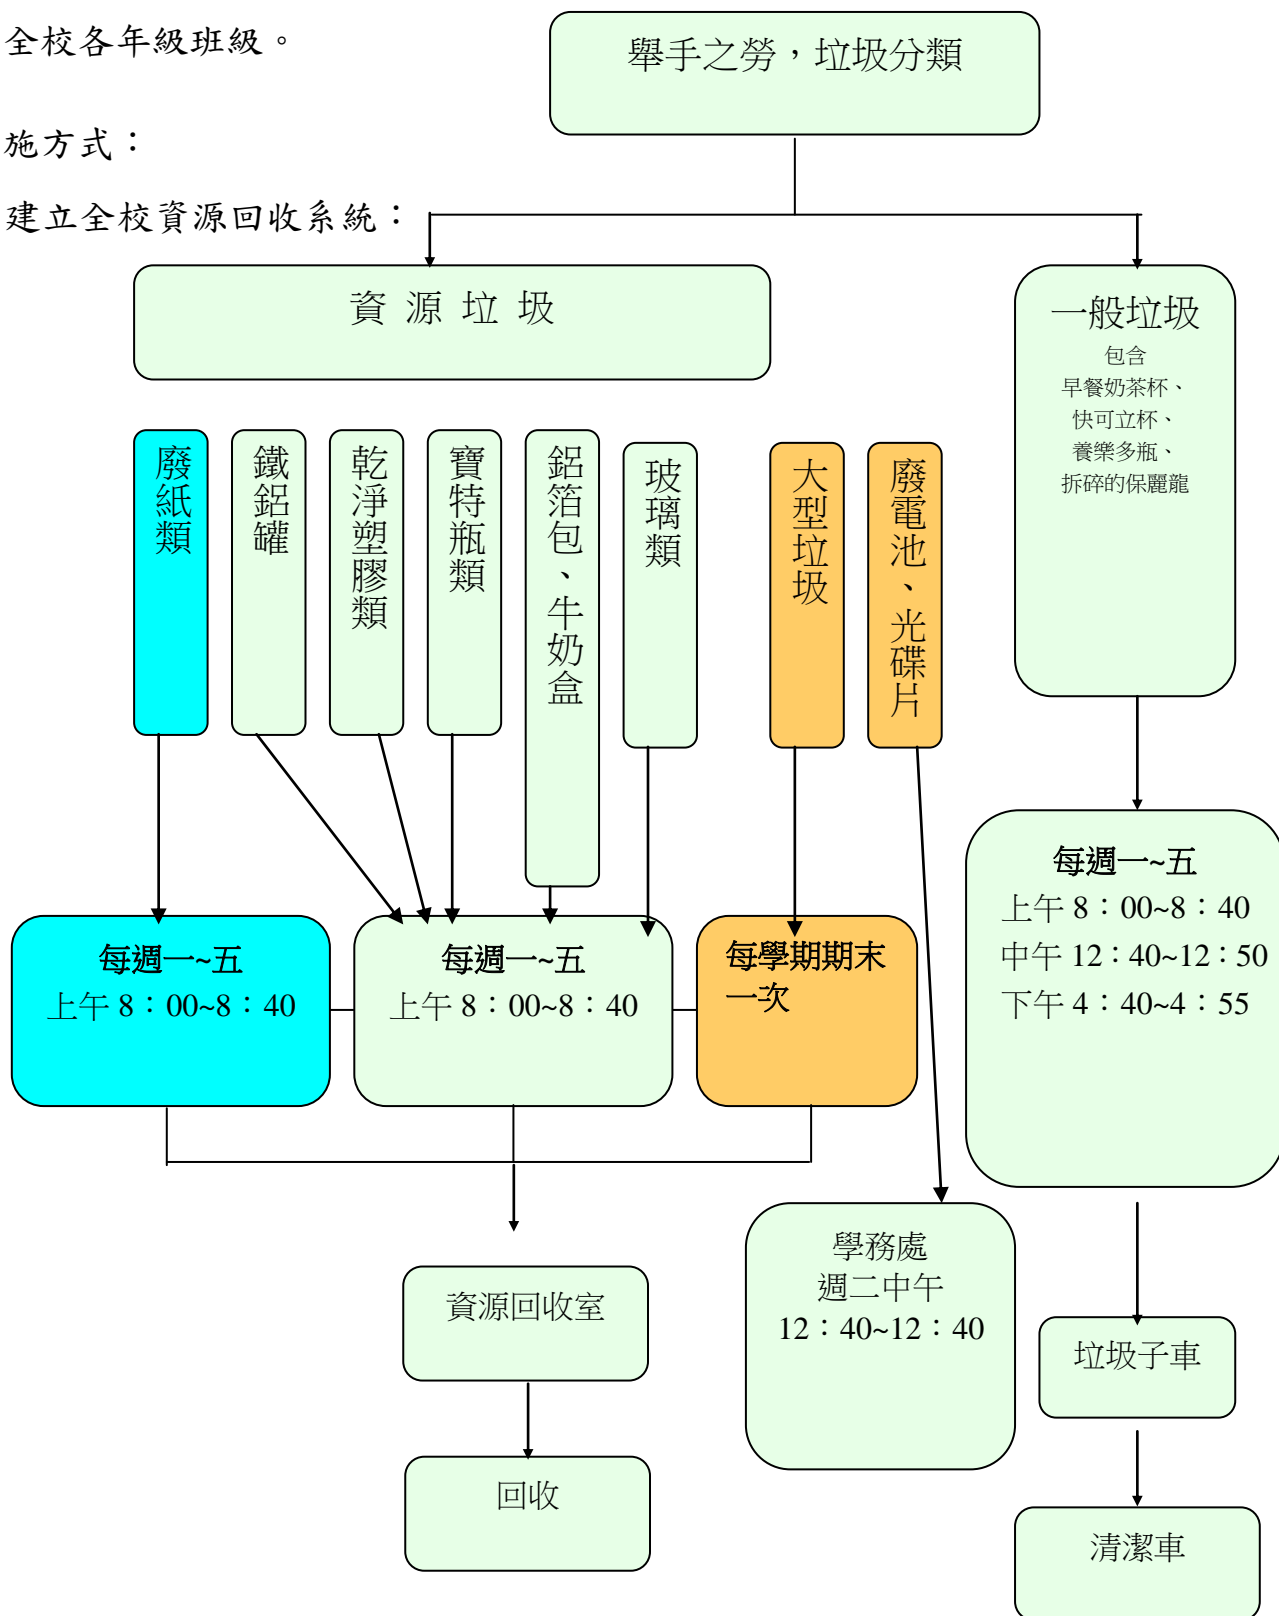 全校各年級班級。
舉手之勞，垃圾分類
施方式：
建立全校資源回收系統：
資 源 垃 圾
一般垃圾
包含
早餐奶茶杯、
快可立杯、
養樂多瓶、
拆碎的保麗龍
廢紙類
鐵鋁罐
乾淨塑膠類
寶特瓶類
鋁箔包、牛奶盒
玻璃類
大型垃圾
廢電池、光碟片
每週一~五
上午 8：00~8：40
每週一~五
上午 8：00~8：40
每學期期末
一次
每週一~五
上午 8：00~8：40
中午 12：40~12：50
下午 4：40~4：55
學務處
週二中午
12：40~12：40
資源回收室
回收
垃圾子車
清潔車